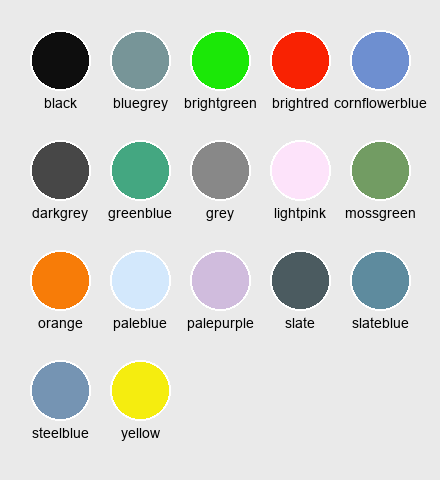 black bluegrey brightgreen brightred cornflowerblue
darkgrey greenblue grey lightpink mossgreen
orange paleblue palepurple slate slateblue
steelblue yellow